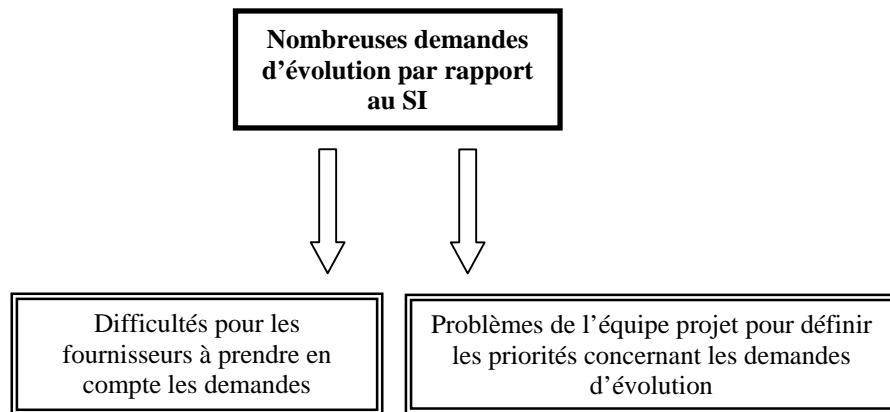 Nombreuses demandes
d’évolution par rapport
au SI
Difficultés pour les
fournisseurs à prendre en
compte les demandes
Problèmes de l’équipe projet pour définir
les priorités concernant les demandes
d’évolution